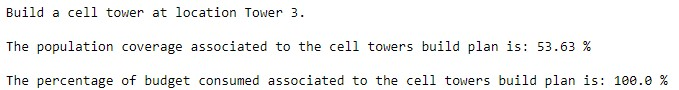 Build a cell tower at location Tower 3.
The population coverage associated to the cell towers build plan is: 53.63 %
The percentage of budget consumed associated to the cell towers build plan is: 100.0 %